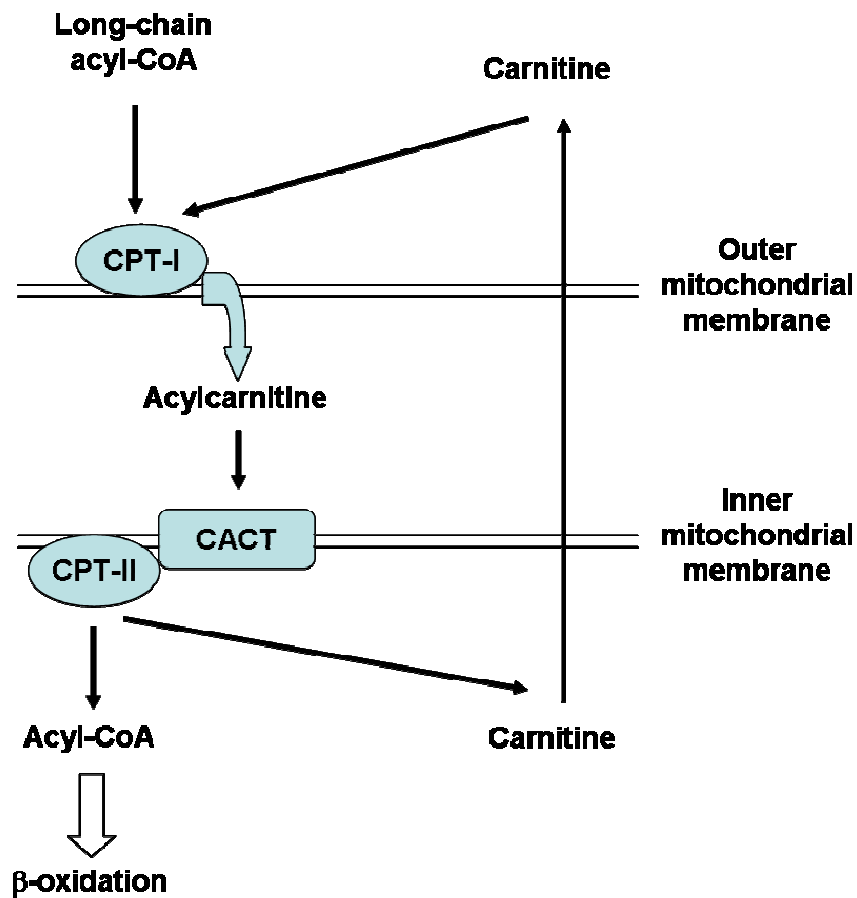 Long-chain
acyl-CoA
Carnitine
CPT-I
Outer
mitochondrial
membrane
Acylcarnitine
Inner
mitochondrial
membrane
CACT
CPT-II
Acyl-CoA
Carnitine
β-oxidation